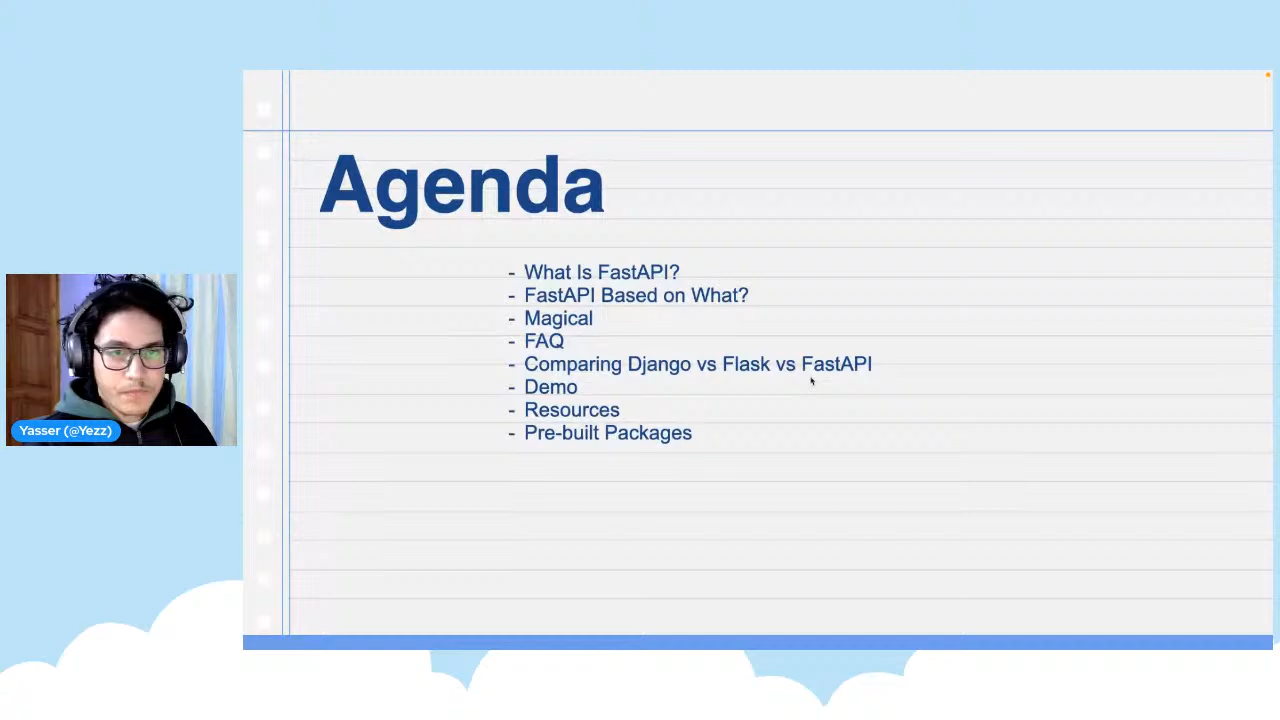 Agenda
- What Is FastAPI?
- FastAPI Based on What?
- Magical
- FAQ
- Comparing Django vs Flask vs FastAPI
- Demo
- Resources
- Pre-built Packages
Yasser (@Yezz)